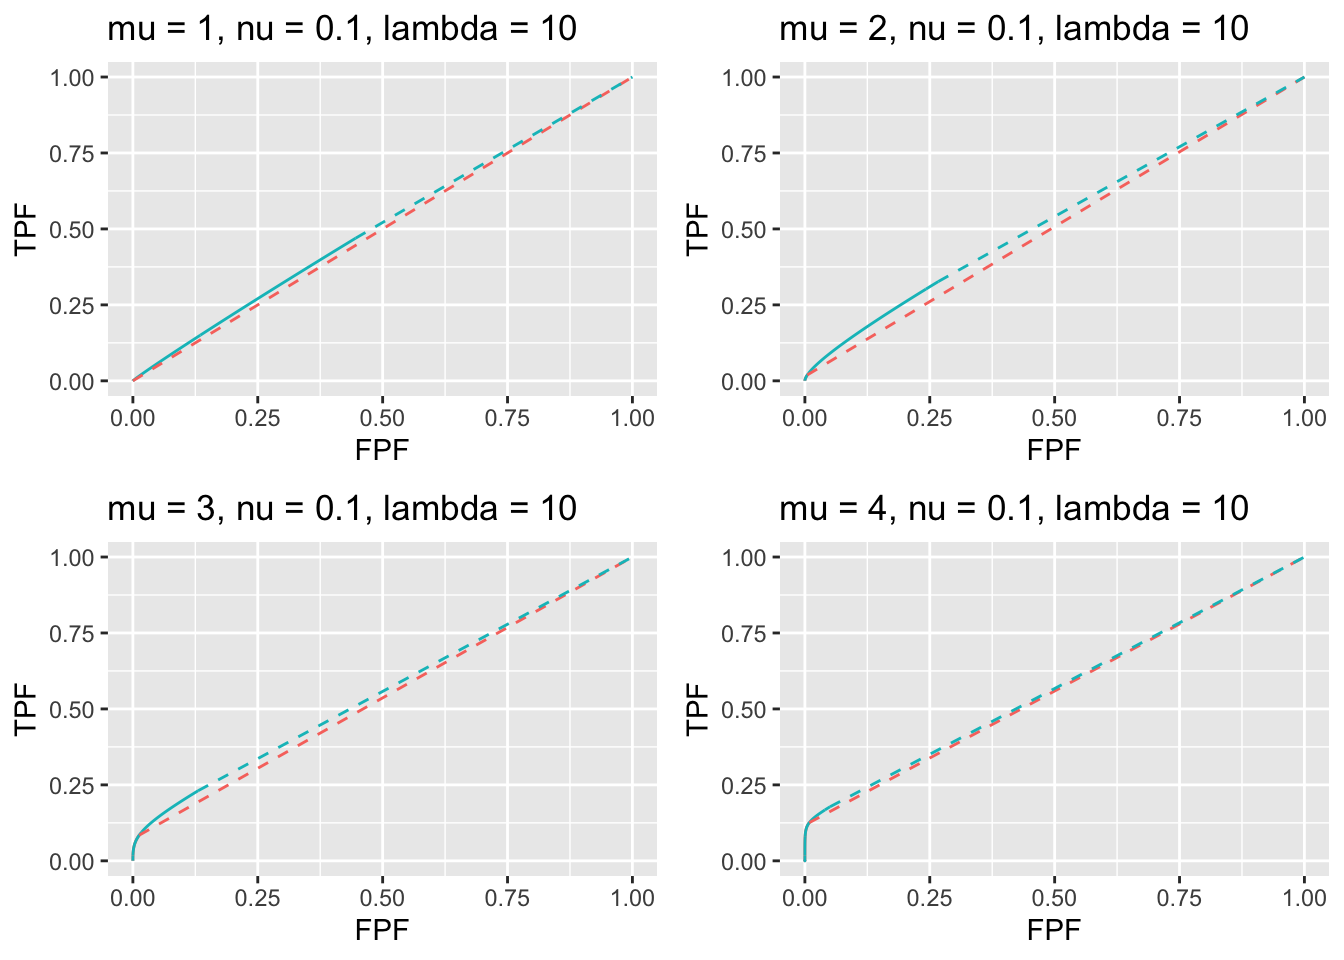 mu = 1, nu = 0.1, lambda = 10
1.00
0.75
0.50
0.25
0.00
TPF
0.00 0.25 0.50 0.75 1.00
FPF
mu = 2, nu = 0.1, lambda = 10
1.00
0.75
0.50
0.25
0.00
TPF
0.00 0.25 0.50 0.75 1.00
FPF
mu = 3, nu = 0.1, lambda = 10
1.00
0.75
0.50
0.25
0.00
TPF
0.00 0.25 0.50 0.75 1.00
FPF
mu = 4, nu = 0.1, lambda = 10
1.00
0.75
0.50
0.25
0.00
TPF
0.00 0.25 0.50 0.75 1.00
FPF